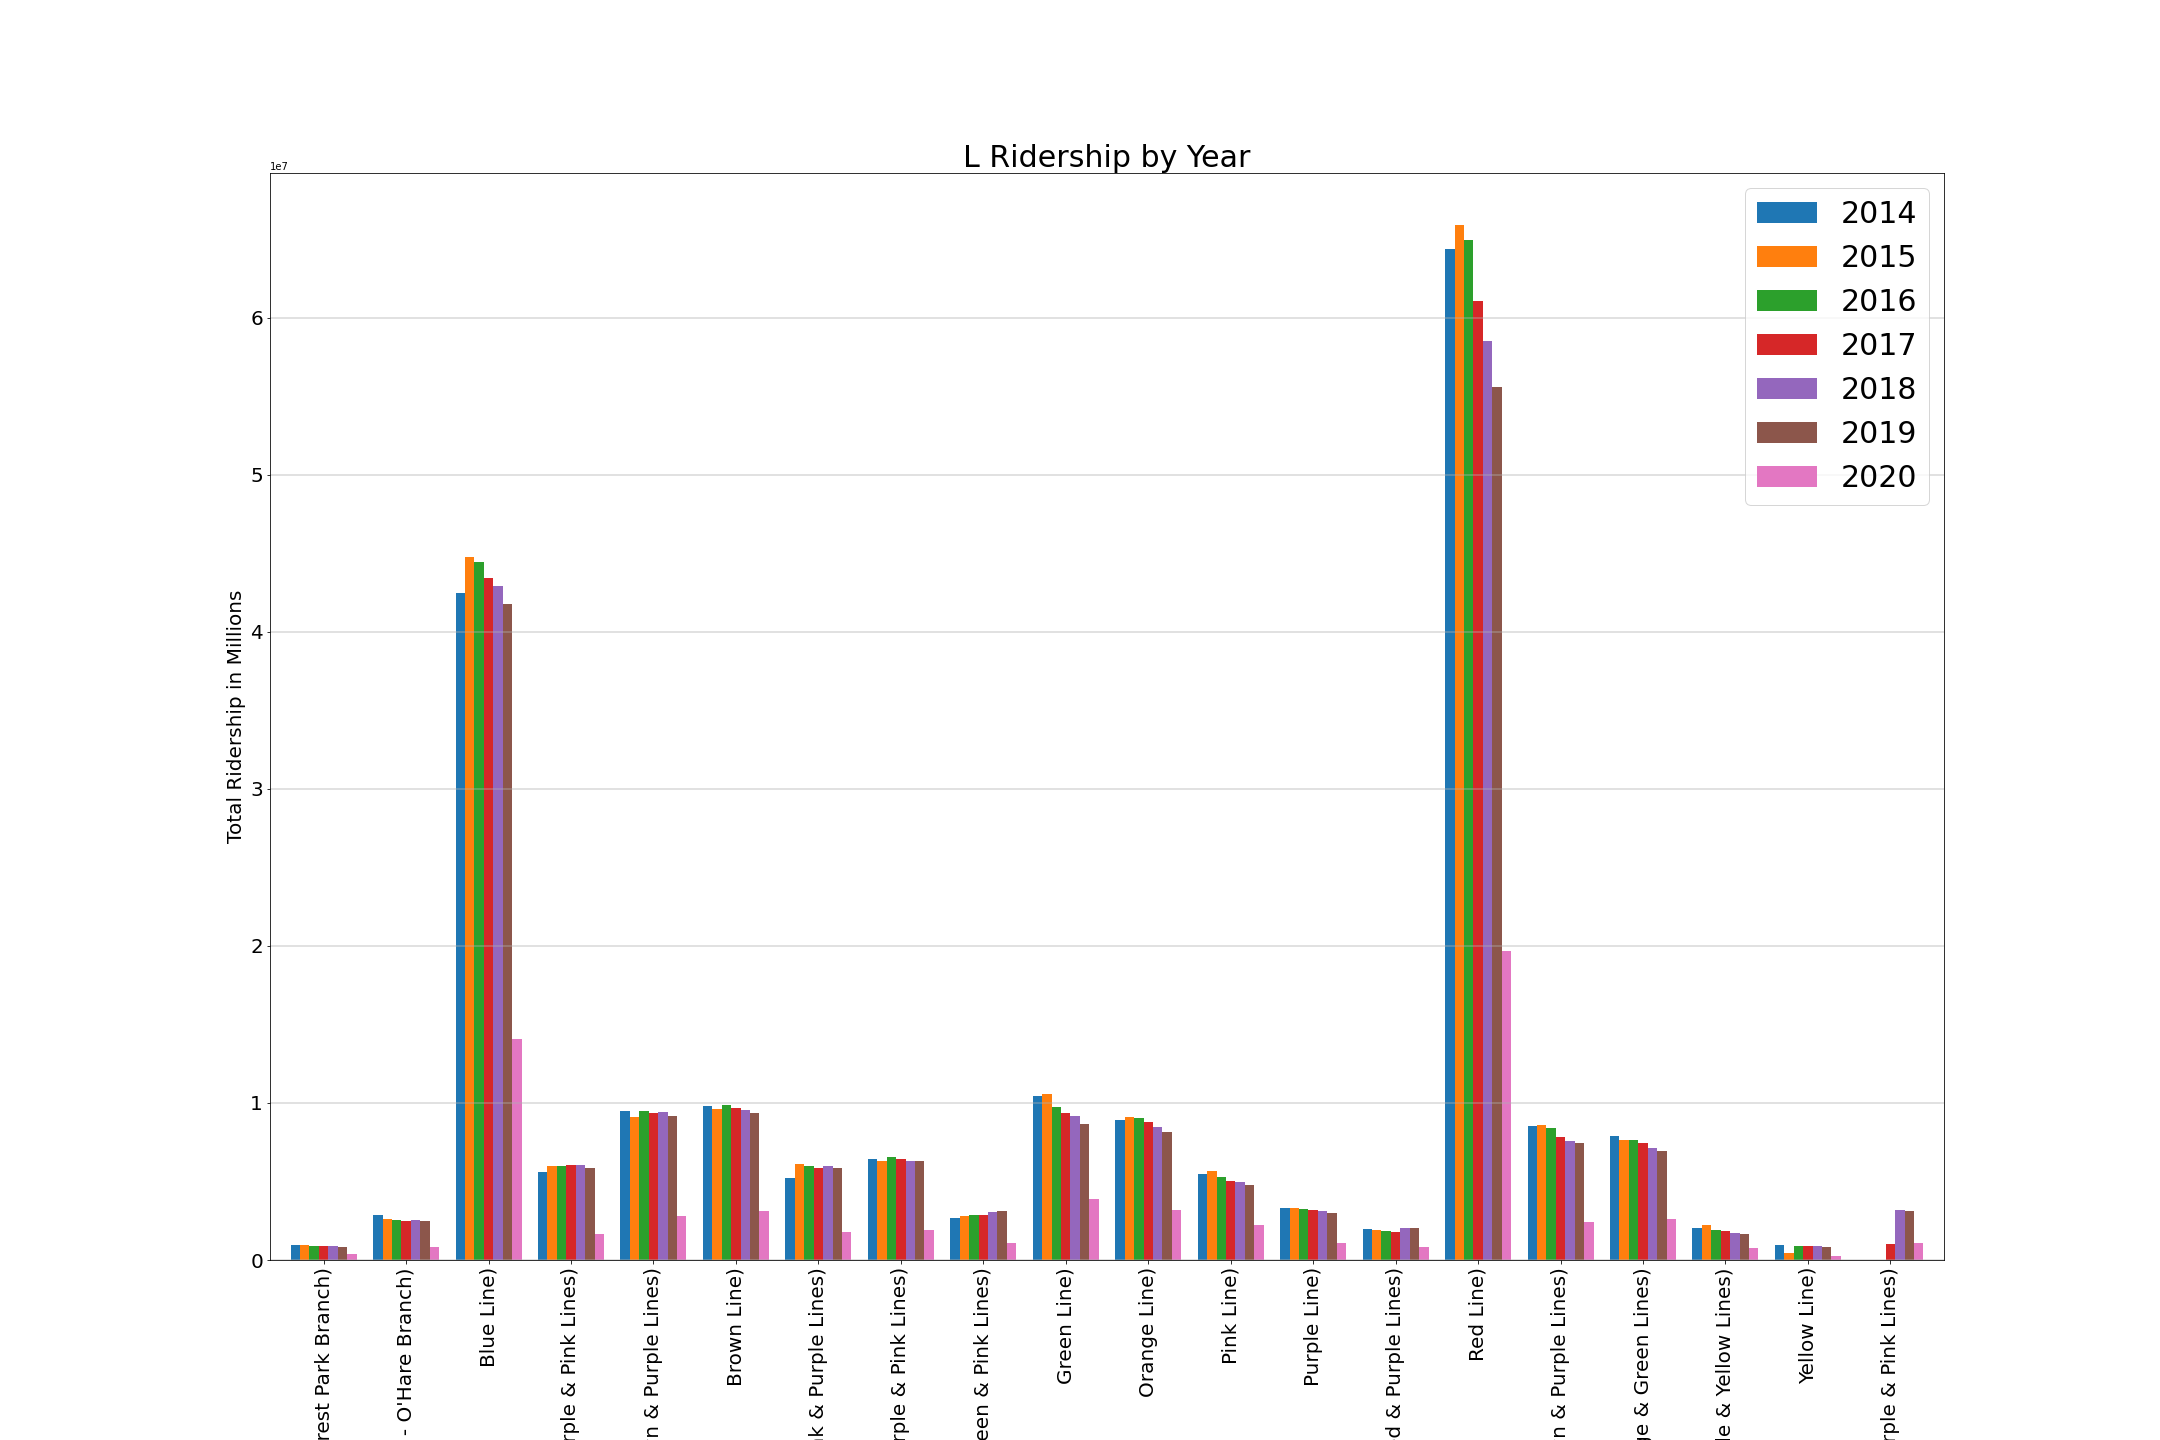 L Ridership by Year
1e7
2014
2015
2016
2017
2018
2019
2020
6
5
4
3
2
1
0
Total Ridership in Millions
rest Park Branch)
- O'Hare Branch)
Blue Line)
rple & Pink Lines)
n & Purple Lines)
Brown Line)
nk & Purple Lines)
rple & Pink Lines)
een & Pink Lines)
Green Line)
Orange Line)
Pink Line)
Purple Line)
d & Purple Lines)
Red Line)
n & Purple Lines)
ge & Green Lines)
le & Yellow Lines)
Yellow Line)
rple & Pink Lines)